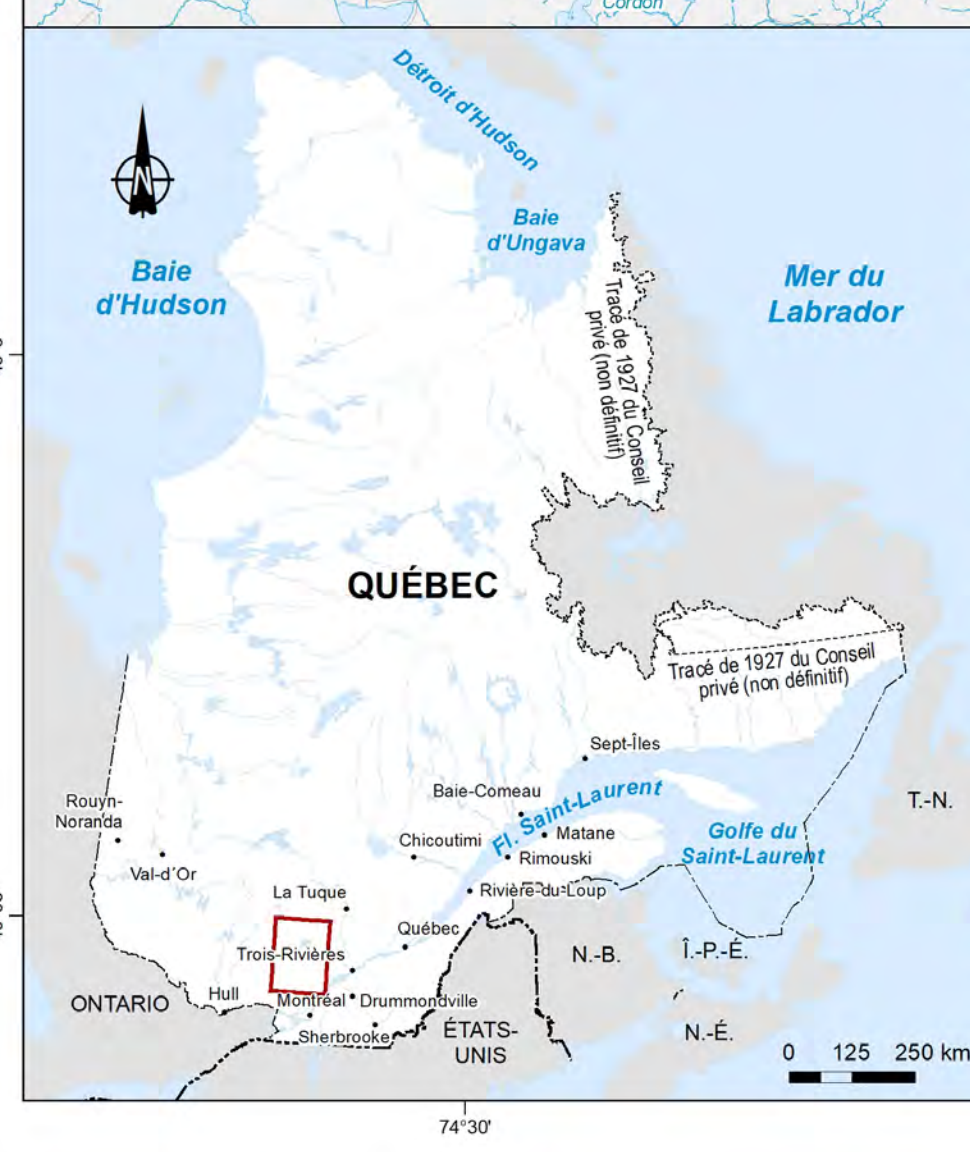 Cordon
Détroit d'Hudson
N
Baie
d'Ungava
Baie
d'Hudson
Mer du
Labrador
Tracé de 1927 du Conseil
privé (non définitif)
QUÉBEC
Tracé de 1927 du Conseil
privé (non définitif)
Sept-Îles
Baie-Comeau
Fl. Saint-Laurent
T.-N.
Rouyn-
Noranda
Matane
Golfe du
Saint-Laurent
Chicoutimi
Rimouski
Val-d´Or
La Tuque
Rivière-du-Loup
Québec
Trois-Rivières
N.-B.
Î.-P.-É.
Hull
ONTARIO
Montréal
Drummondville
Sherbrooke
ÉTATS-
UNIS
N.-É.
0 125 250 km
74°30'